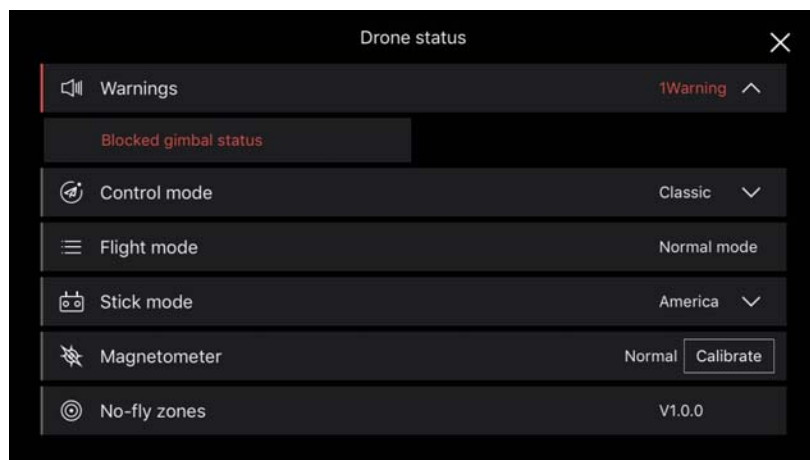 Drone status
Warnings 1Warning
Blocked gimbal status
Control mode Classic
Flight mode Normal mode
Stick mode America
Magnetometer Normal Calibrate
No-fly zones V1.0.0